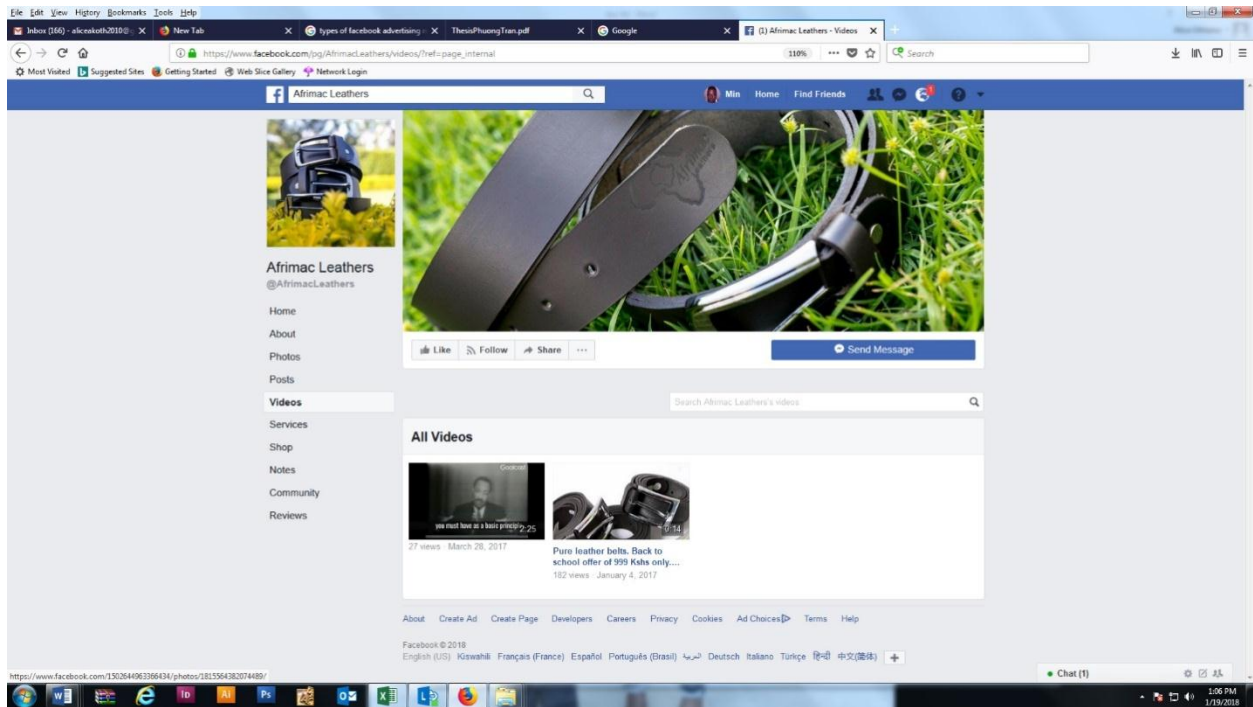 File Edit View History Bookmarks Tools Help
Inbox (166) - aliceakoth2010@g
New Tab
types of facebook advertising
ThesisPhuongTran.pdf
Google
(1) Afrimac Leathers - Videos
https://www.facebook.com/pg/AfrimacLeathers/videos/?ref=page_internal
110%
Search
Most Visited Suggested Sites Getting Started Web Slice Gallery Network Login
Afrimac Leathers
Min Home Find Friends
Afrimac
Afrimac Leathers
@AfrimacLeathers
Home
About
Photos
Posts
Videos
Services
Shop
Notes
Community
Reviews
Like Follow Share ...
Send Message
Search Afrimac Leathers's videos
All Videos
Goalcast
you must have as a basic principle
2:25
27 views · March 28, 2017
0:14
Pure leather belts. Back to
school offer of 999 Kshs only....
182 views · January 4, 2017
About Create Ad Create Page Developers Careers Privacy Cookies Ad Choices Terms Help
Facebook © 2018
English (US) Kiswahili Français (France) Español Português (Brasil) العربية Deutsch Italiano Türkçe हिन्दी 中文(简体)
https://www.facebook.com/1502644963366434/photos/1815564382074489/
Chat (1)
1:06 PM
1/19/2018